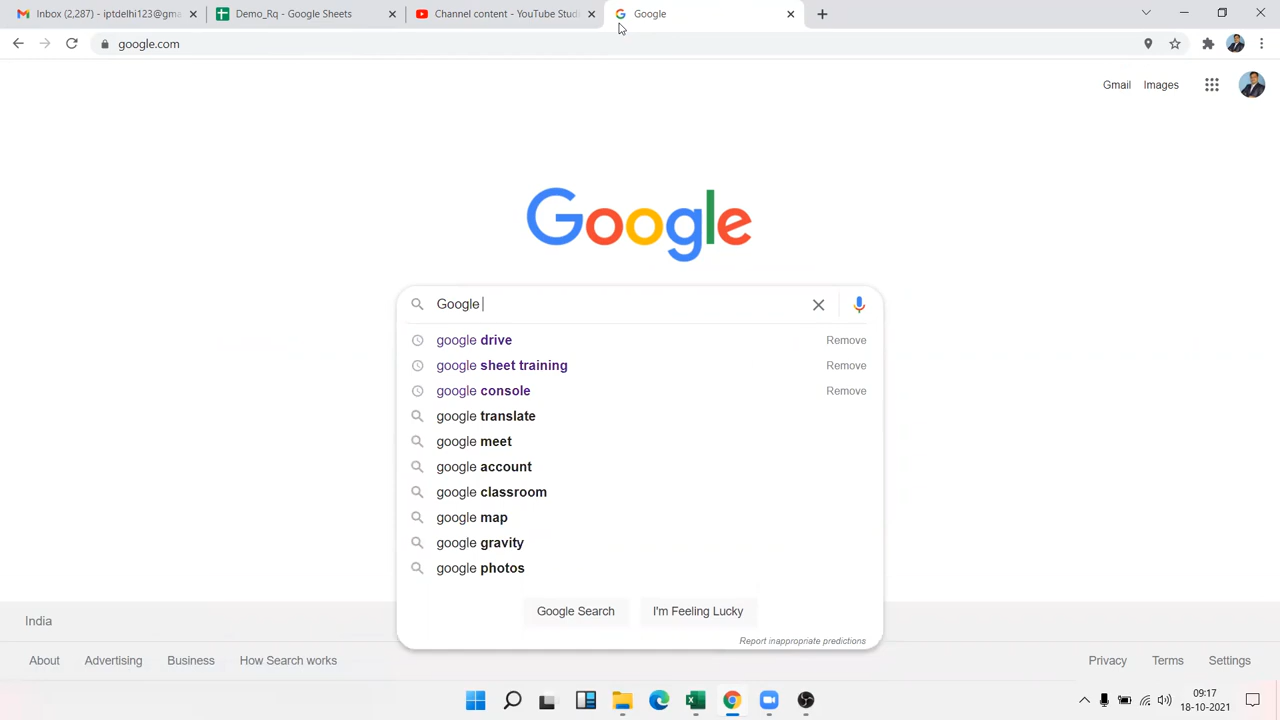 Inbox (2,287) - iptdelhi123@gma
Demo_Rq - Google Sheets
Channel content - YouTube Studi
Google
google.com
Gmail
Images
Google
Google
google drive
Remove
google sheet training
Remove
google console
Remove
google translate
google meet
google account
google classroom
google map
google gravity
google photos
Google Search
I'm Feeling Lucky
Report inappropriate predictions
India
About
Advertising
Business
How Search works
Privacy
Terms
Settings
09:17
18-10-2021